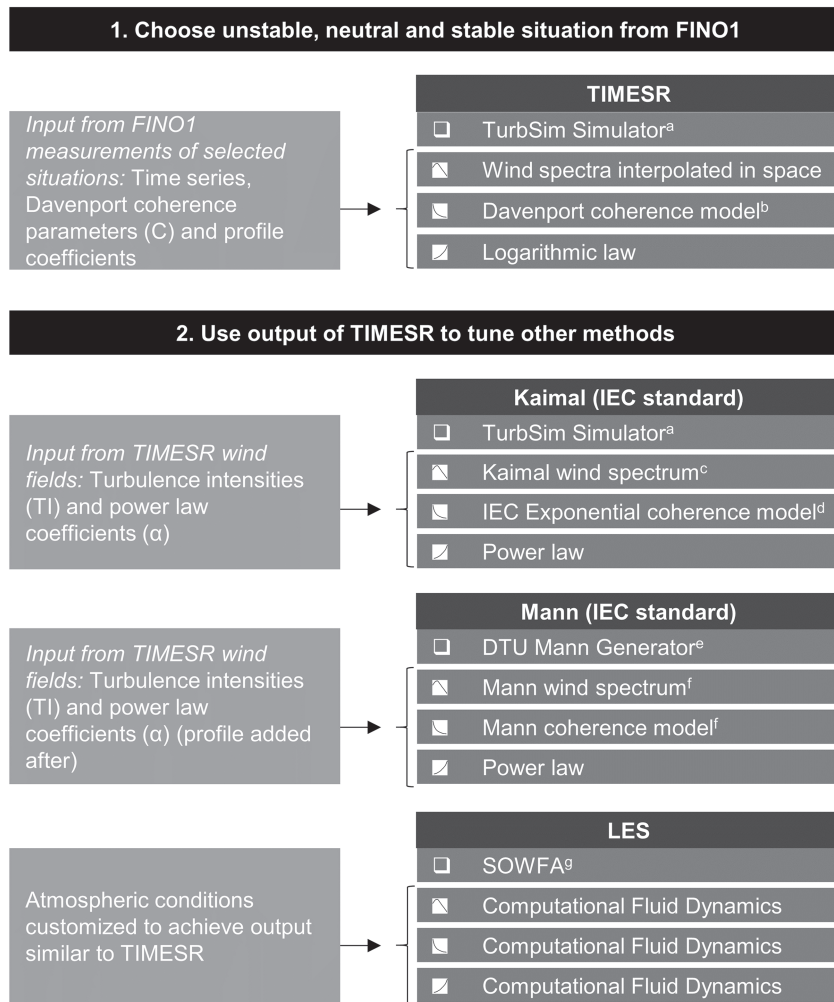 1. Choose unstable, neutral and stable situation from FINO1
Input from FINO1
measurements of selected
situations: Time series,
Davenport coherence
parameters (C) and profile
coefficients
TIMESR
TurbSim Simulatorᵃ
Wind spectra interpolated in space
Davenport coherence modelᵇ
Logarithmic law
2. Use output of TIMESR to tune other methods
Input from TIMESR wind
fields: Turbulence intensities
(TI) and power law
coefficients (α)
Kaimal (IEC standard)
TurbSim Simulatorᵃ
Kaimal wind spectrumᶜ
IEC Exponential coherence modelᵈ
Power law
Input from TIMESR wind
fields: Turbulence intensities
(TI) and power law
coefficients (α) (profile added
after)
Mann (IEC standard)
DTU Mann Generatorᵉ
Mann wind spectrumᶠ
Mann coherence modelᶠ
Power law
Atmospheric conditions
customized to achieve output
similar to TIMESR
LES
SOWFAᵍ
Computational Fluid Dynamics
Computational Fluid Dynamics
Computational Fluid Dynamics